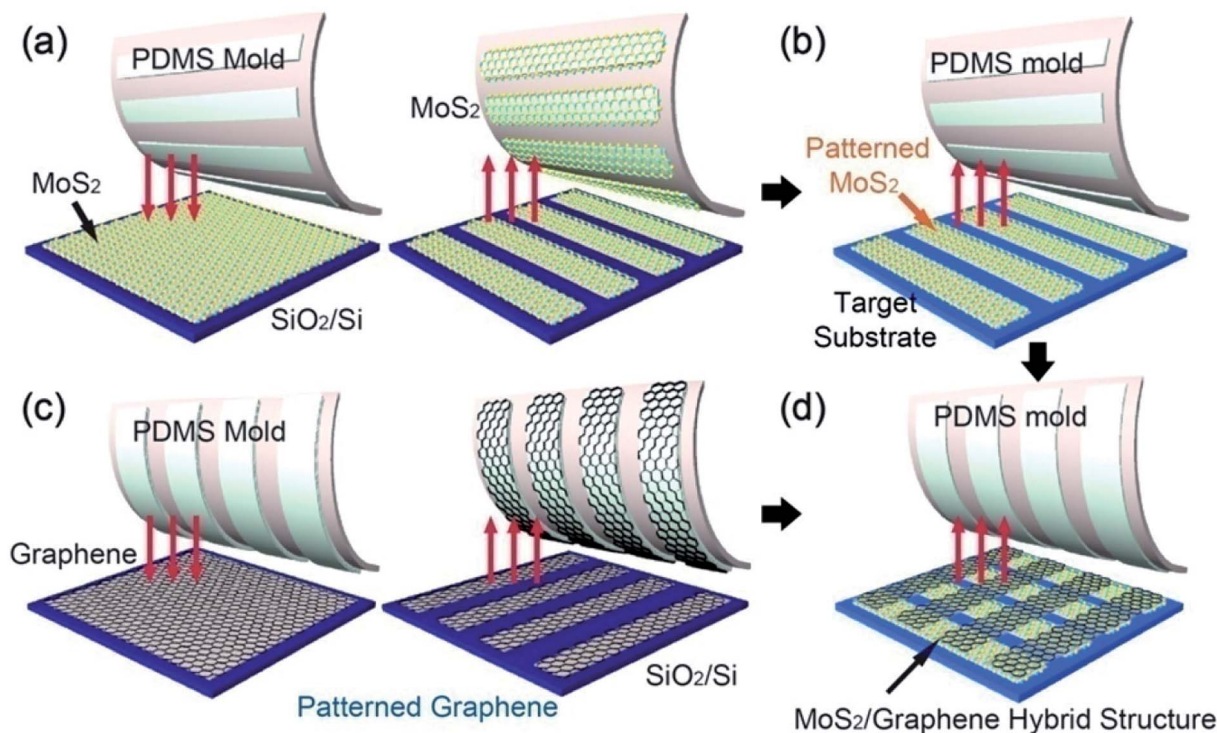 (a)
PDMS Mold
MoS₂
MoS₂
SiO₂/Si
(b)
PDMS mold
Patterned
MoS₂
Target
Substrate
(c)
PDMS Mold
Graphene
SiO₂/Si
Patterned Graphene
(d)
PDMS mold
MoS₂/Graphene Hybrid Structure